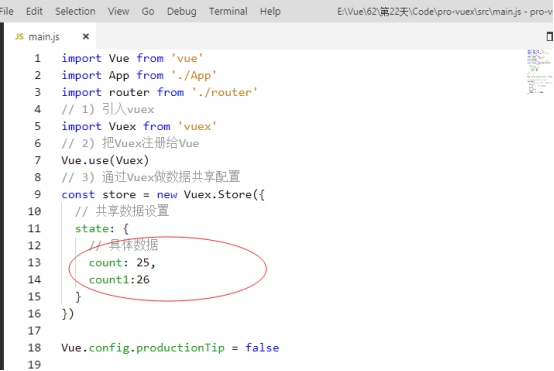 File Edit Selection View Go Debug Terminal Help E:\Vue\62\第22天\Code\pro-vuex\src\main.js - pro-v
JS main.js ×
1 import Vue from 'vue'
2 import App from './App'
3 import router from './router'
4 // 1) 引入vuex
5 import Vuex from 'vuex'
6 // 2) 把Vuex注册给Vue
7 Vue.use(Vuex)
8 // 3) 通过Vuex做数据共享配置
9 const store = new Vuex.Store({
10 // 共享数据设置
11 state: {
12 // 具体数据
13 count: 25,
14 count1:26
15 }
16 })
17
18 Vue.config.productionTip = false
19